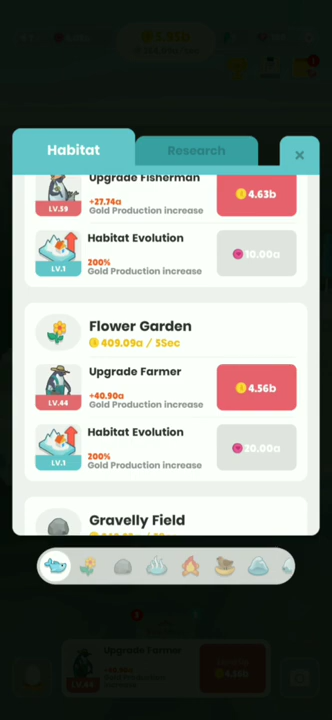 Habitat
Research
×
Upgrade Fisherman
LV.39
+27.74a
Gold Production increase
4.63b
Habitat Evolution
LV.1
200%
Gold Production increase
10.00a
Flower Garden
409.09a / 5Sec
Upgrade Farmer
LV.44
+40.90a
Gold Production increase
4.56b
Habitat Evolution
LV.1
200%
Gold Production increase
20.00a
Gravelly Field
Upgrade Farmer